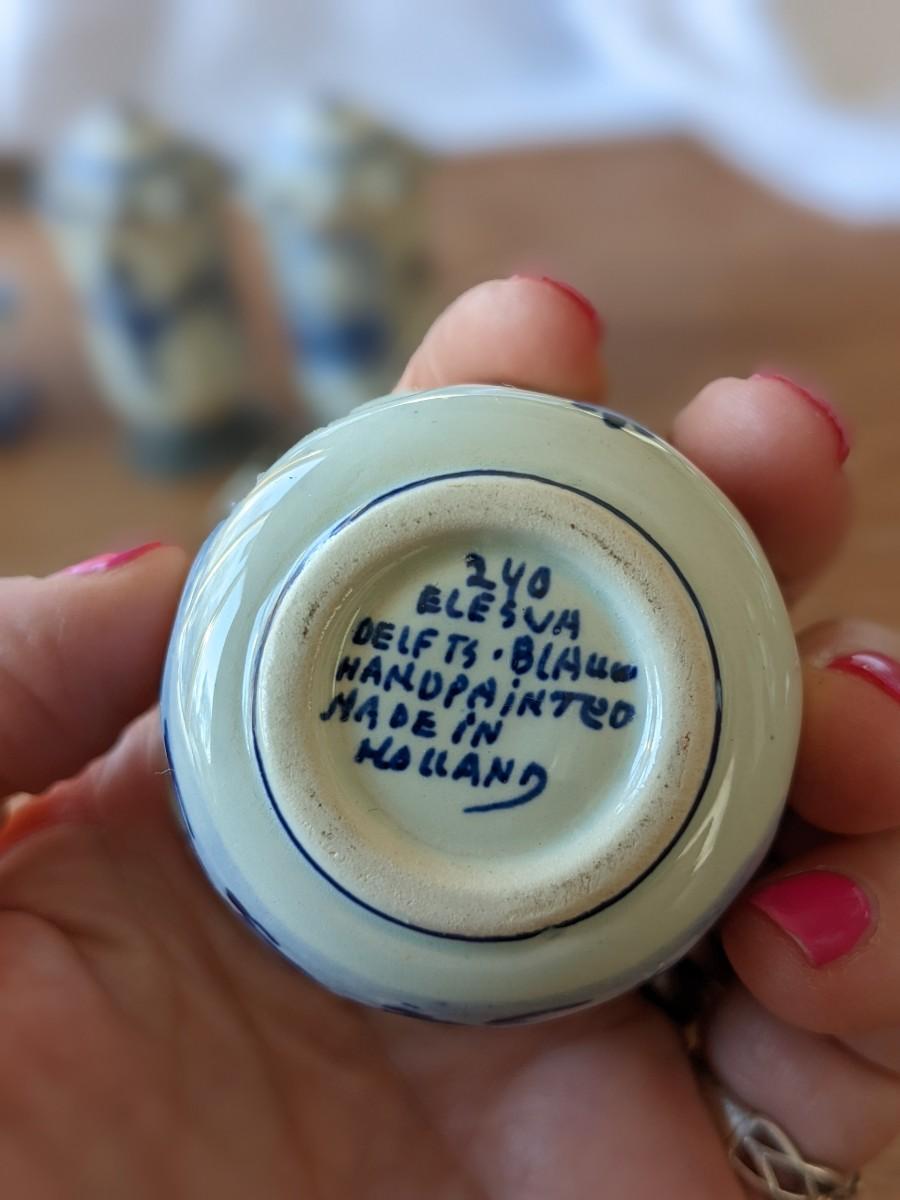 240
ELESVA
DELFTS·BLAUW
HANDPAINTED
MADE IN
HOLLAND